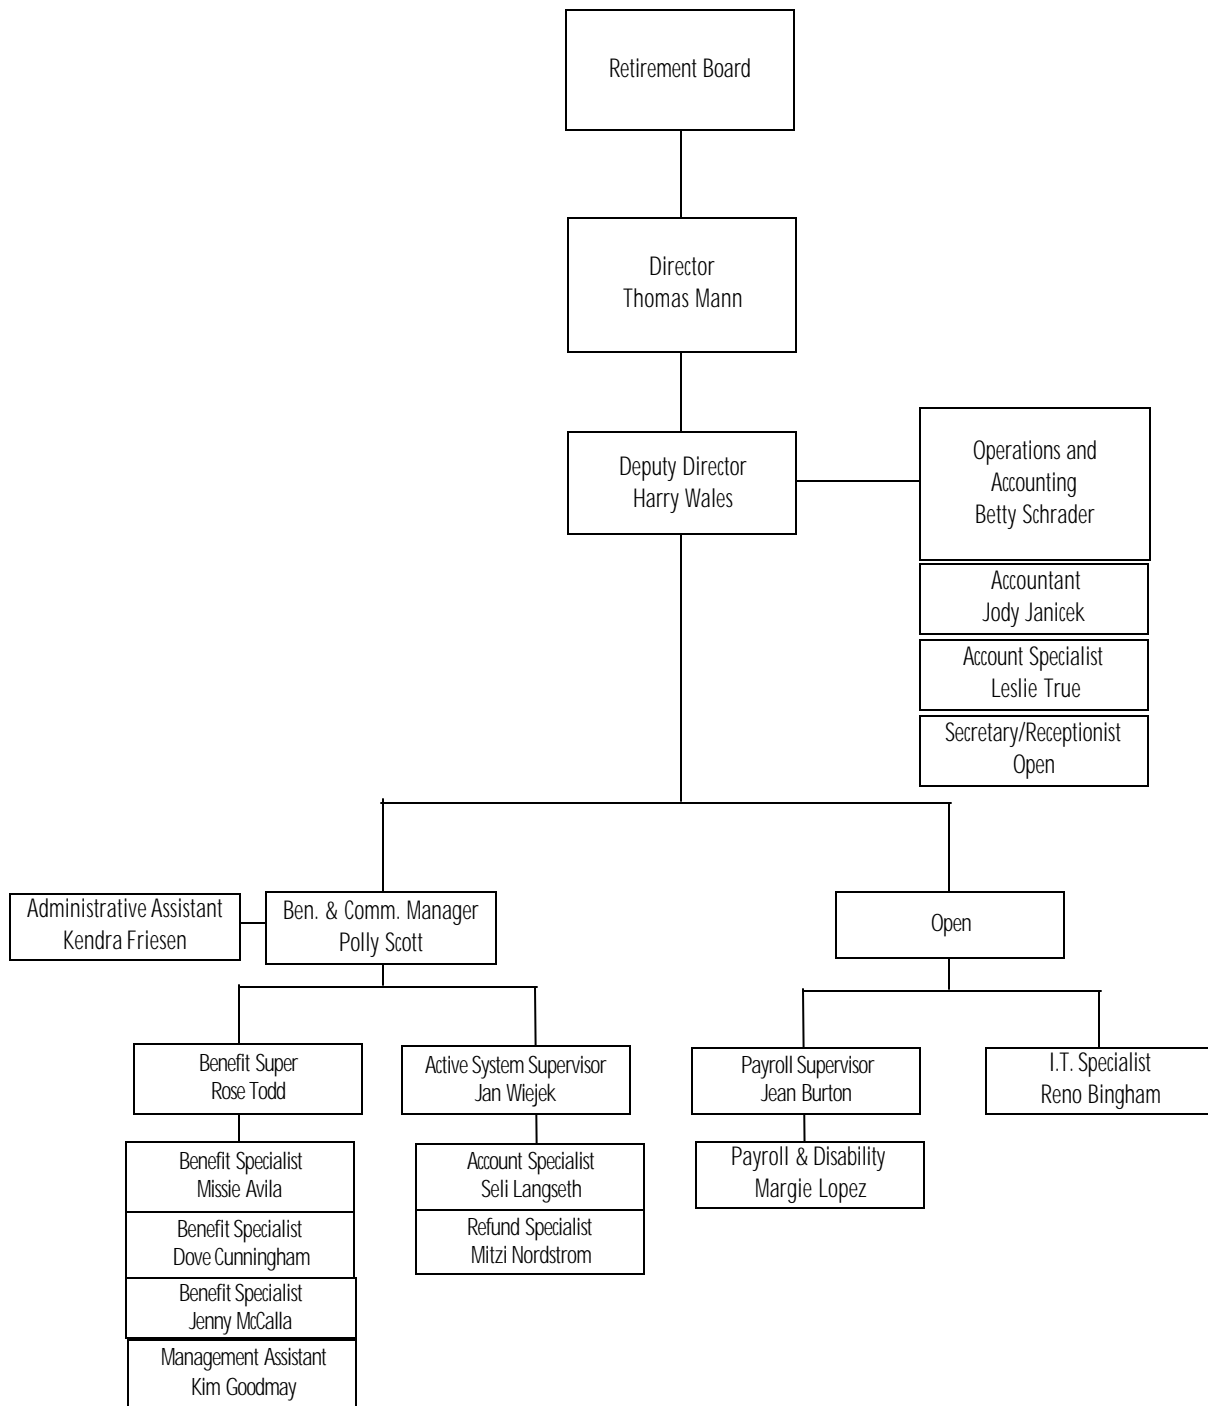 Retirement Board
Director
Thomas Mann
Deputy Director
Harry Wales
Operations and
Accounting
Betty Schrader
Accountant
Jody Janicek
Account Specialist
Leslie True
Secretary/Receptionist
Open
Administrative Assistant
Kendra Friesen
Ben. & Comm. Manager
Polly Scott
Open
Benefit Super
Rose Todd
Active System Supervisor
Jan Wiejek
Payroll Supervisor
Jean Burton
I.T. Specialist
Reno Bingham
Benefit Specialist
Missie Avila
Benefit Specialist
Dove Cunningham
Benefit Specialist
Jenny McCalla
Management Assistant
Kim Goodmay
Account Specialist
Seli Langseth
Refund Specialist
Mitzi Nordstrom
Payroll & Disability
Margie Lopez